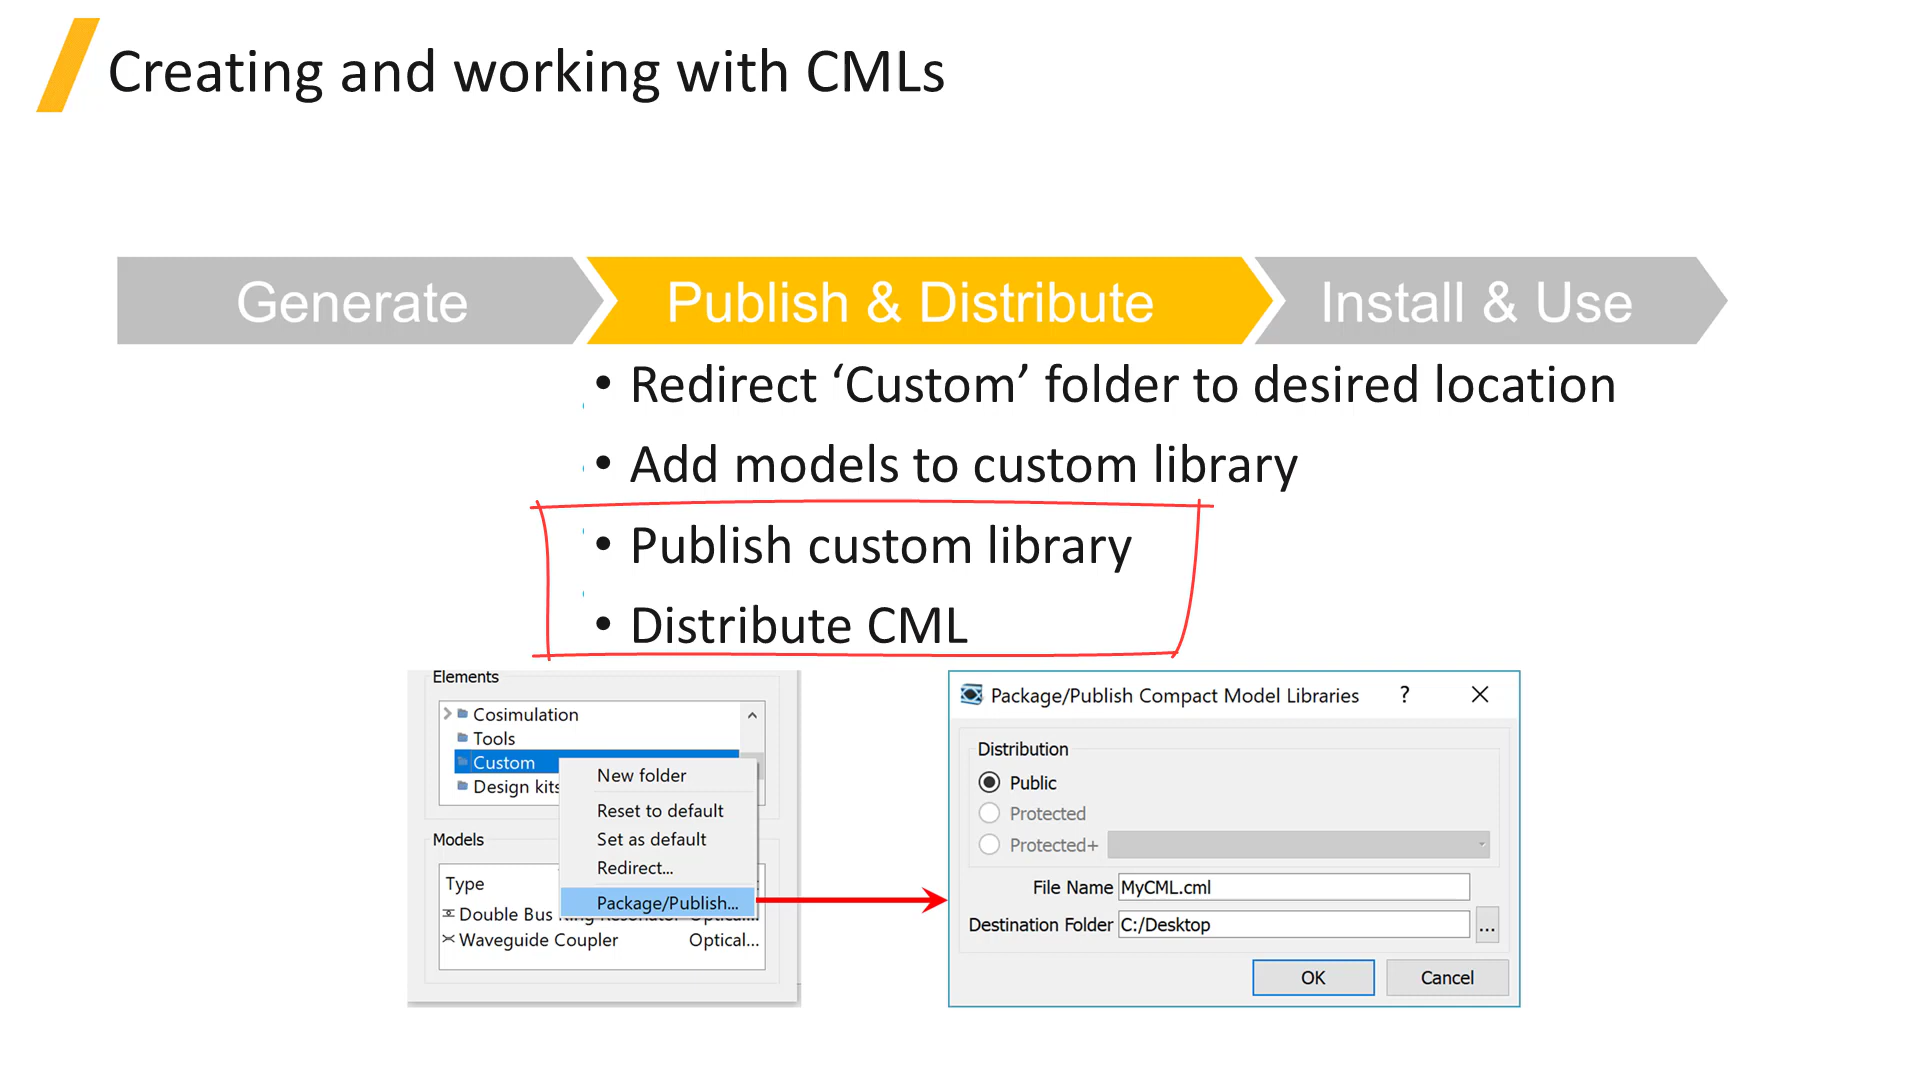 Creating and working with CMLs
Generate
Publish & Distribute
Install & Use
• Redirect ‘Custom’ folder to desired location
• Add models to custom library
• Publish custom library
• Distribute CML
Elements
Cosimulation
Tools
Custom
Design kits
New folder
Reset to default
Set as default
Redirect...
Package/Publish...
Models
Type
Double Bus Ring Resonator Optical...
Waveguide Coupler Optical...
Package/Publish Compact Model Libraries ?
Distribution
Public
Protected
Protected+
File Name MyCML.cml
Destination Folder C:/Desktop ...
OK
Cancel